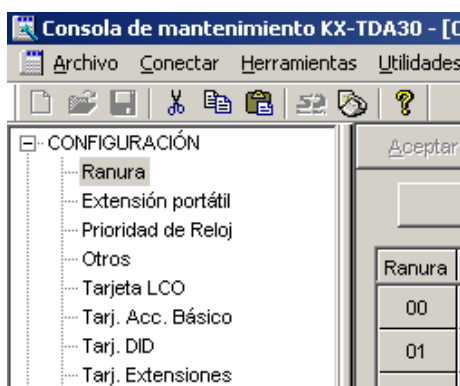 Consola de mantenimiento KX-TDA30 - [
Archivo Conectar Herramientas Utilidades
CONFIGURACIÓN
Ranura
Extensión portátil
Prioridad de Reloj
Otros
Tarjeta LCO
Tarj. Acc. Básico
Tarj. DID
Tarj. Extensiones
Aceptar
Ranura
00
01